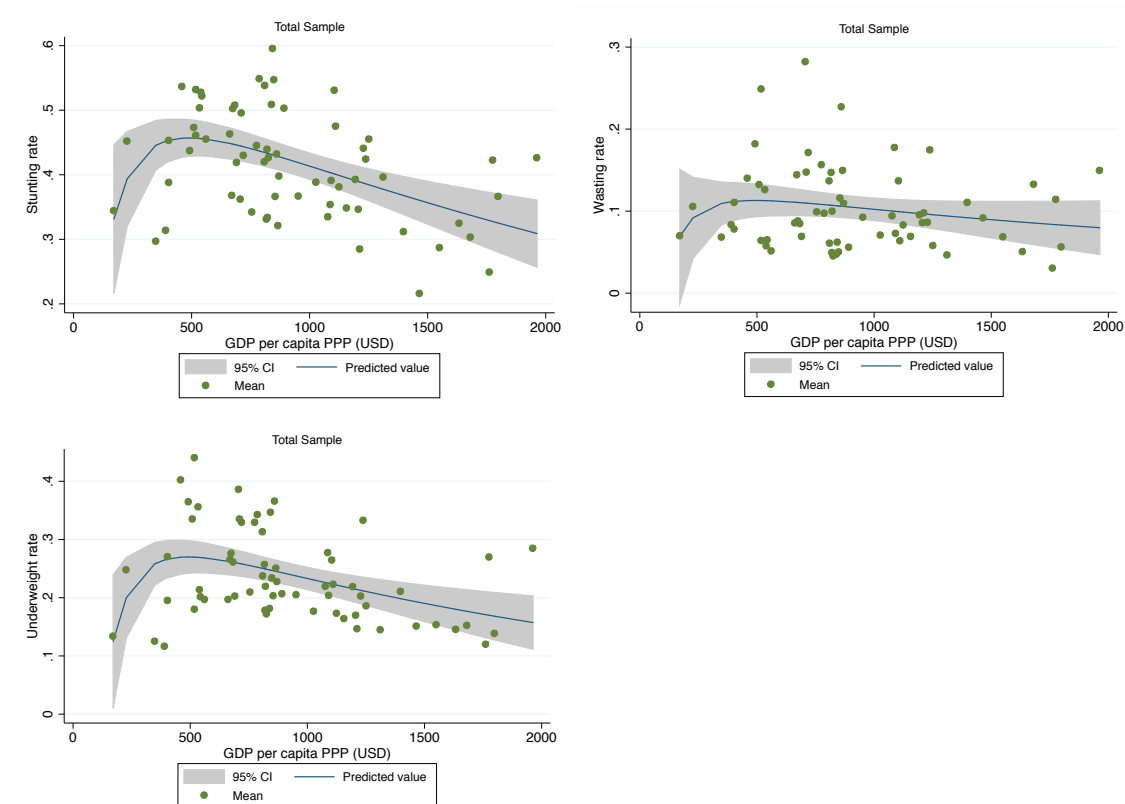 Total Sample
.6
.5
.4
.3
.2
Stunting rate
0 500 1000 1500 2000
GDP per capita PPP (USD)
95% CI Predicted value
Mean
Total Sample
.3
.2
.1
0
Wasting rate
0 500 1000 1500 2000
GDP per capita PPP (USD)
95% CI Predicted value
Mean
Total Sample
.4
.3
.2
.1
0
Underweight rate
0 500 1000 1500 2000
GDP per capita PPP (USD)
95% CI Predicted value
Mean